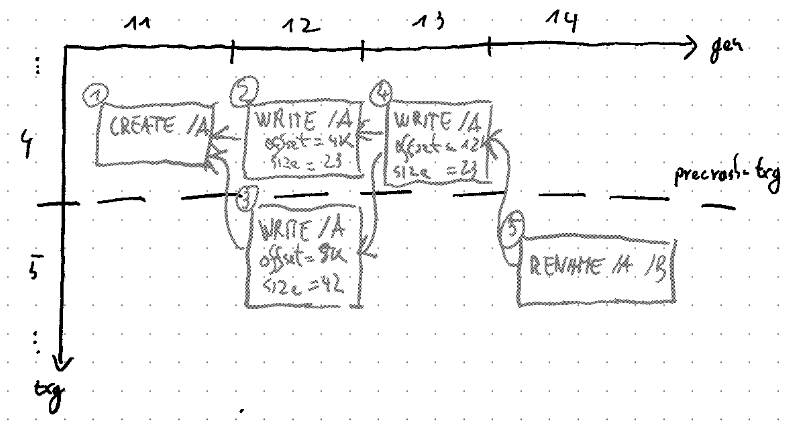 11 12 13 14
gen
⋮
1 2 4
CREATE /A WRITE /A WRITE /A
offset = 4K offset = 12K
size = 23 size = 23
4
precrash-txg
3
WRITE /A
offset = 8K
size = 42
5
5
RENAME /A /B
⋮
txg